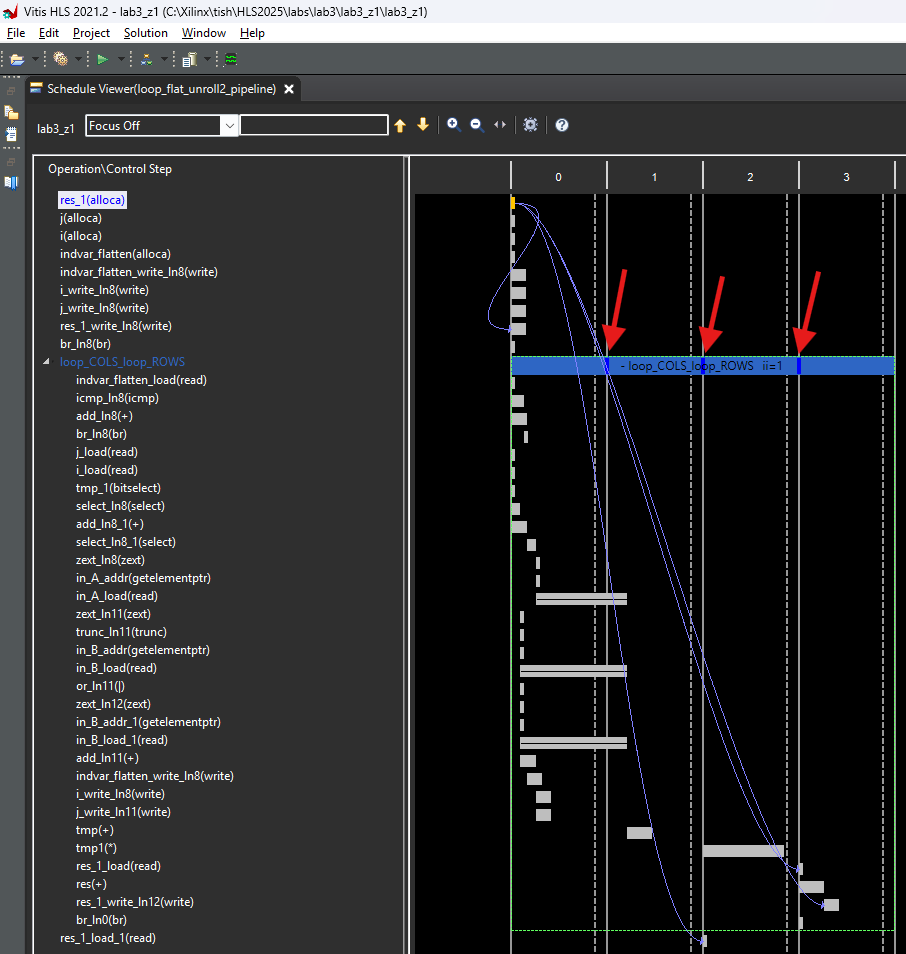 Vitis HLS 2021.2 - lab3_z1 (C:\Xilinx\tish\HLS2025\labs\lab3\lab3_z1\lab3_z1)
File Edit Project Solution Window Help
Schedule Viewer(loop_flat_unroll2_pipeline)
lab3_z1 Focus Off
Operation\Control Step 0 1 2 3
res_1(alloca)
j(alloca)
i(alloca)
indvar_flatten(alloca)
indvar_flatten_write_ln8(write)
i_write_ln8(write)
j_write_ln8(write)
res_1_write_ln8(write)
br_ln8(br)
loop_COLS_loop_ROWS - loop_COLS_loop_ROWS ii=1
indvar_flatten_load(read)
icmp_ln8(icmp)
add_ln8(+)
br_ln8(br)
j_load(read)
i_load(read)
tmp_1(bitselect)
select_ln8(select)
add_ln8_1(+)
select_ln8_1(select)
zext_ln8(zext)
in_A_addr(getelementptr)
in_A_load(read)
zext_ln11(zext)
trunc_ln11(trunc)
in_B_addr(getelementptr)
in_B_load(read)
or_ln11(|)
zext_ln12(zext)
in_B_addr_1(getelementptr)
in_B_load_1(read)
add_ln11(+)
indvar_flatten_write_ln8(write)
i_write_ln8(write)
j_write_ln11(write)
tmp(+)
tmp1(*)
res_1_load(read)
res(+)
res_1_write_ln12(write)
br_ln0(br)
res_1_load_1(read)